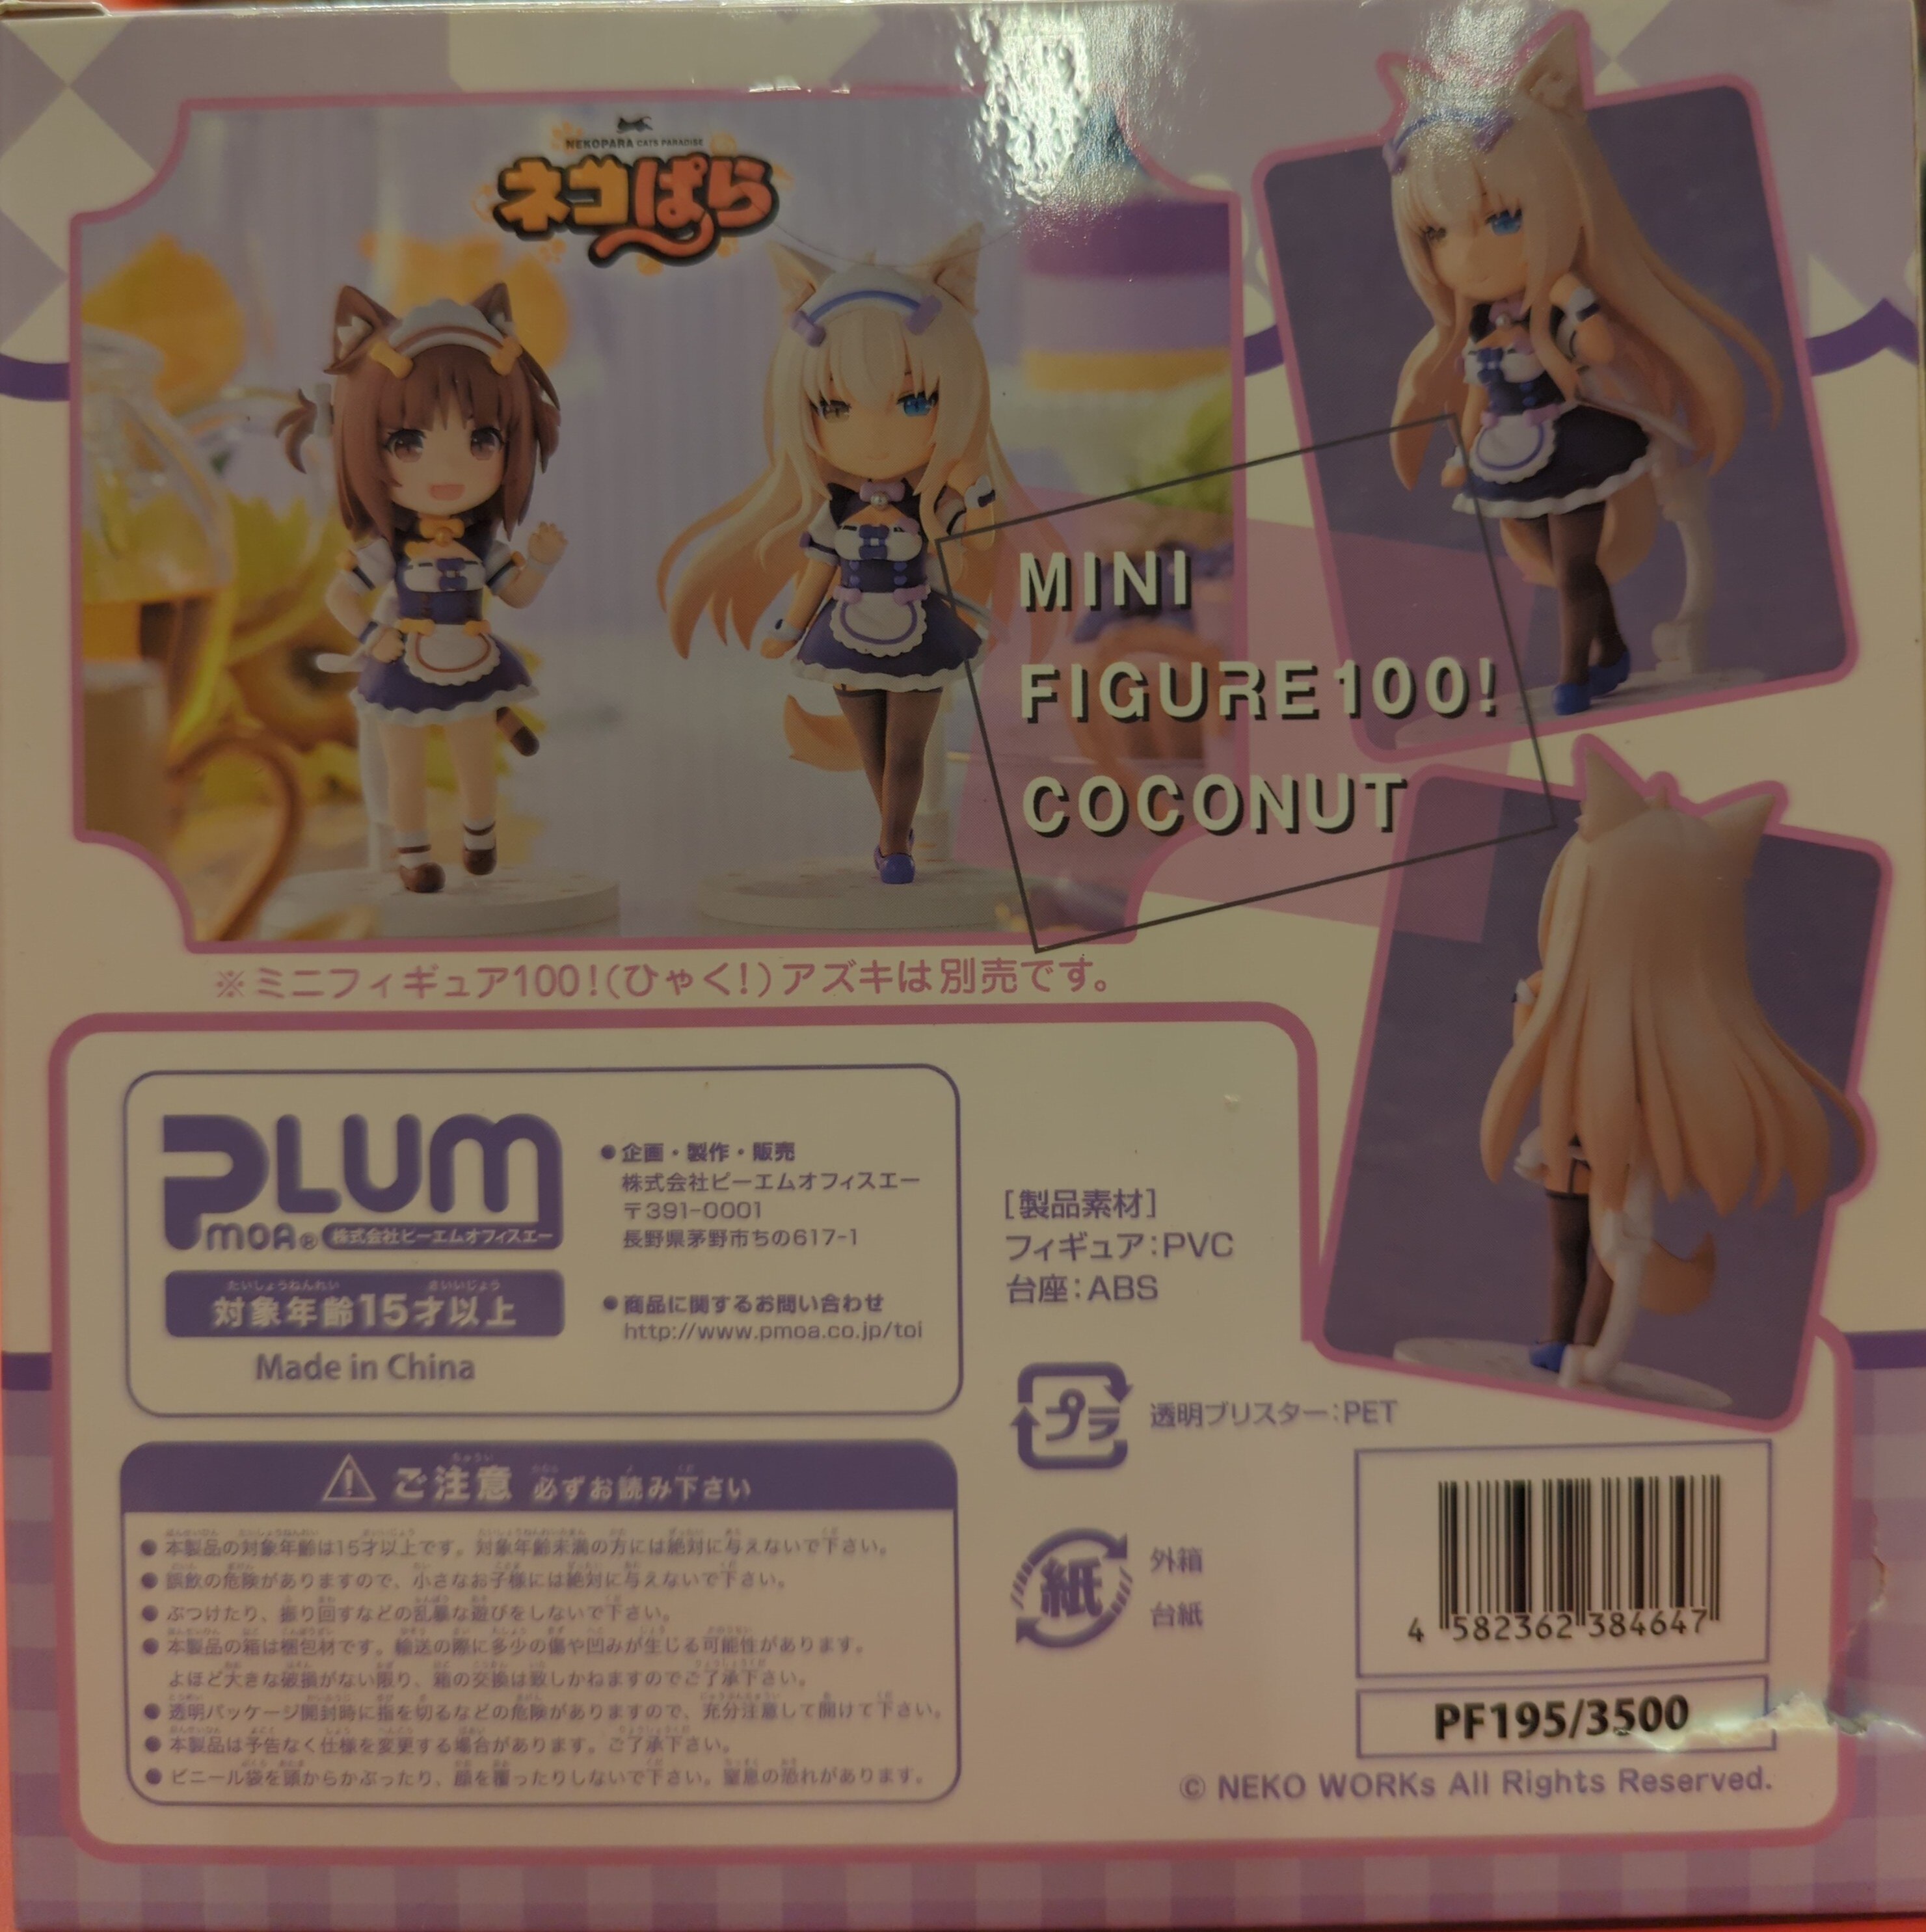 NEKOPARA CATS PARADISE
ネコぱら
MINI
FIGURE100!
COCONUT
※ミニフィギュア100!(ひゃく!)アズキは別売です。
PLUM
PMOA® 株式会社ピーエムオフィスエー
たいしょうねんれい さいいじょう
対象年齢15才以上
Made in China
●企画・製作・販売
株式会社ピーエムオフィスエー
〒391-0001
長野県茅野市ちの617-1
●商品に関するお問い合わせ
http://www.pmoa.co.jp/toi
[製品素材]
フィギュア:PVC
台座:ABS
プラ 透明ブリスター:PET
紙 外箱
台紙
ご注意 必ずお読み下さい
●本製品の対象年齢は15才以上です。対象年齢未満の方には絶対に与えないで下さい。
●誤飲の危険がありますので、小さなお子様には絶対に与えないで下さい。
●ぶつけたり、振り回すなどの乱暴な遊びをしないで下さい。
●本製品の箱は梱包材です。輸送の際に多少の傷や凹みが生じる可能性があります。
よほど大きな破損がない限り、箱の交換は致しかねますのでご了承下さい。
●透明パッケージ開封時に指を切るなどの危険がありますので、充分注意して開けて下さい。
●本製品は予告なく仕様を変更する場合があります。ご了承下さい。
●ビニール袋を頭からかぶったり、顔を覆ったりしないで下さい。窒息の恐れがあります。
4 582362 384647
PF195/3500
© NEKO WORKs All Rights Reserved.